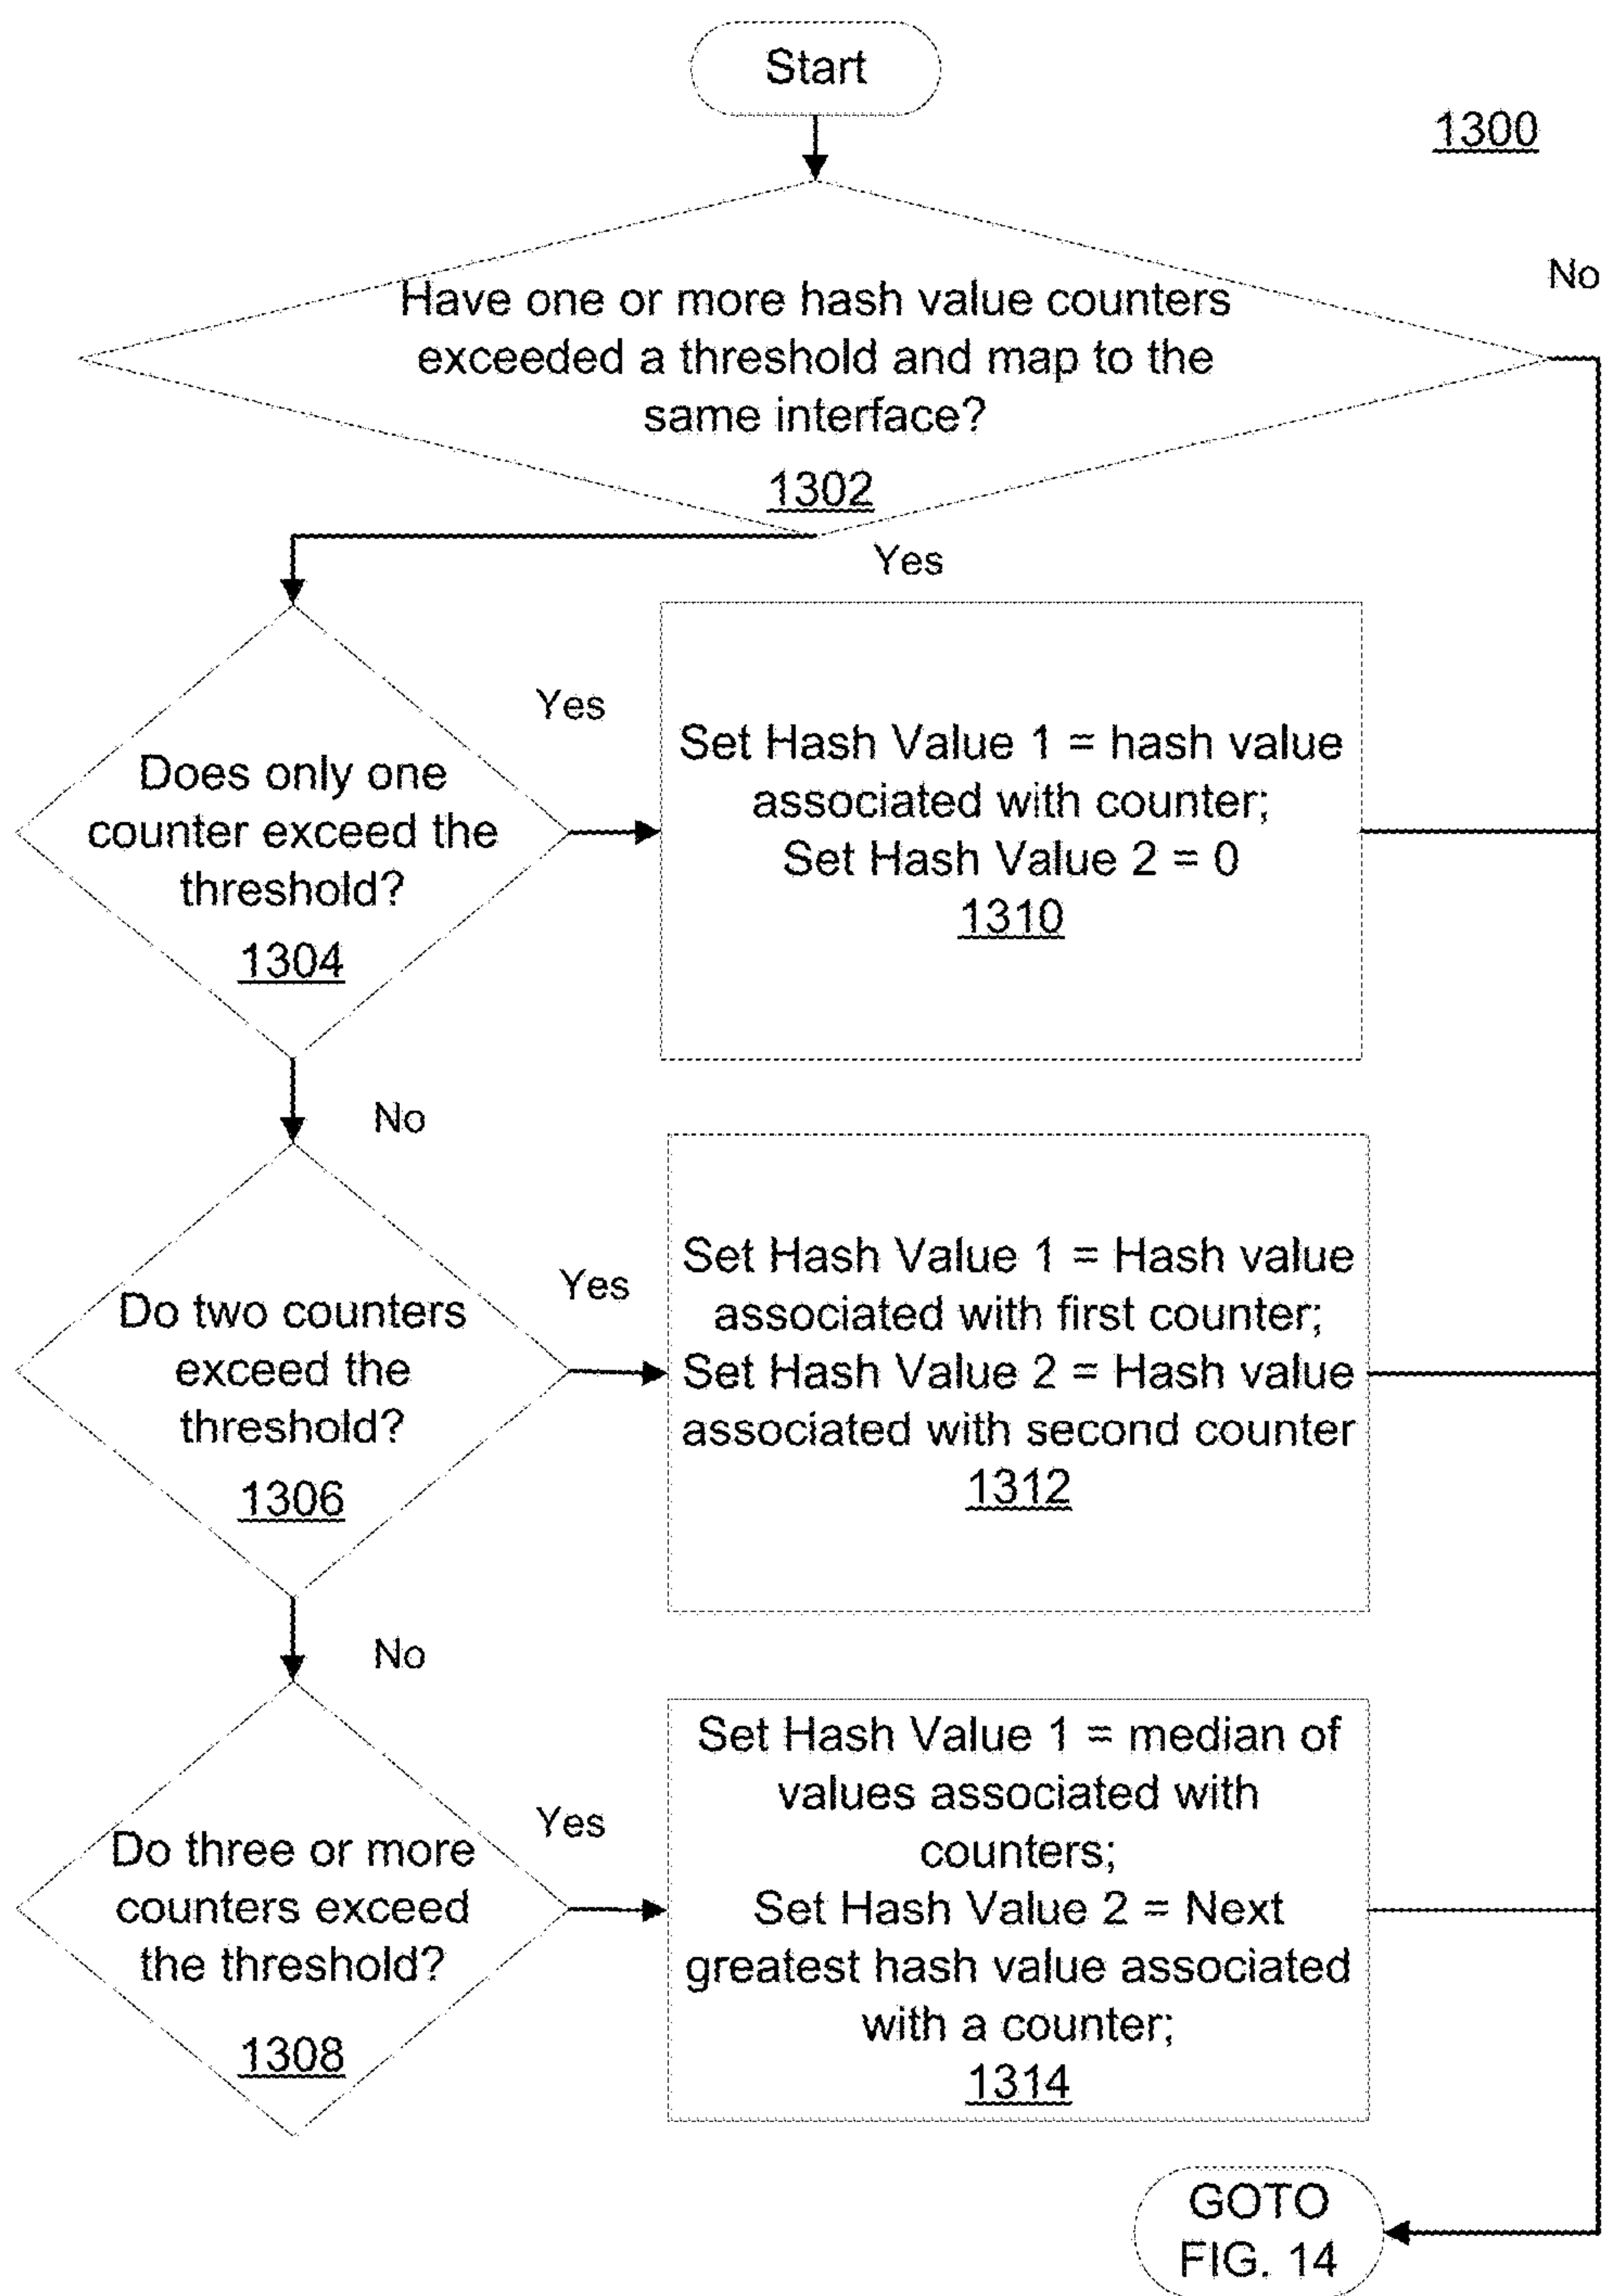 Start
1300
No
Have one or more hash value counters
exceeded a threshold and map to the
same interface?
1302
Yes
Yes
Does only one
counter exceed the
threshold?
1304
Set Hash Value 1 = hash value
associated with counter;
Set Hash Value 2 = 0
1310
No
Yes
Do two counters
exceed the
threshold?
1306
Set Hash Value 1 = Hash value
associated with first counter;
Set Hash Value 2 = Hash value
associated with second counter
1312
No
Yes
Do three or more
counters exceed
the threshold?
1308
Set Hash Value 1 = median of
values associated with
counters;
Set Hash Value 2 = Next
greatest hash value associated
with a counter;
1314
GOTO
FIG. 14